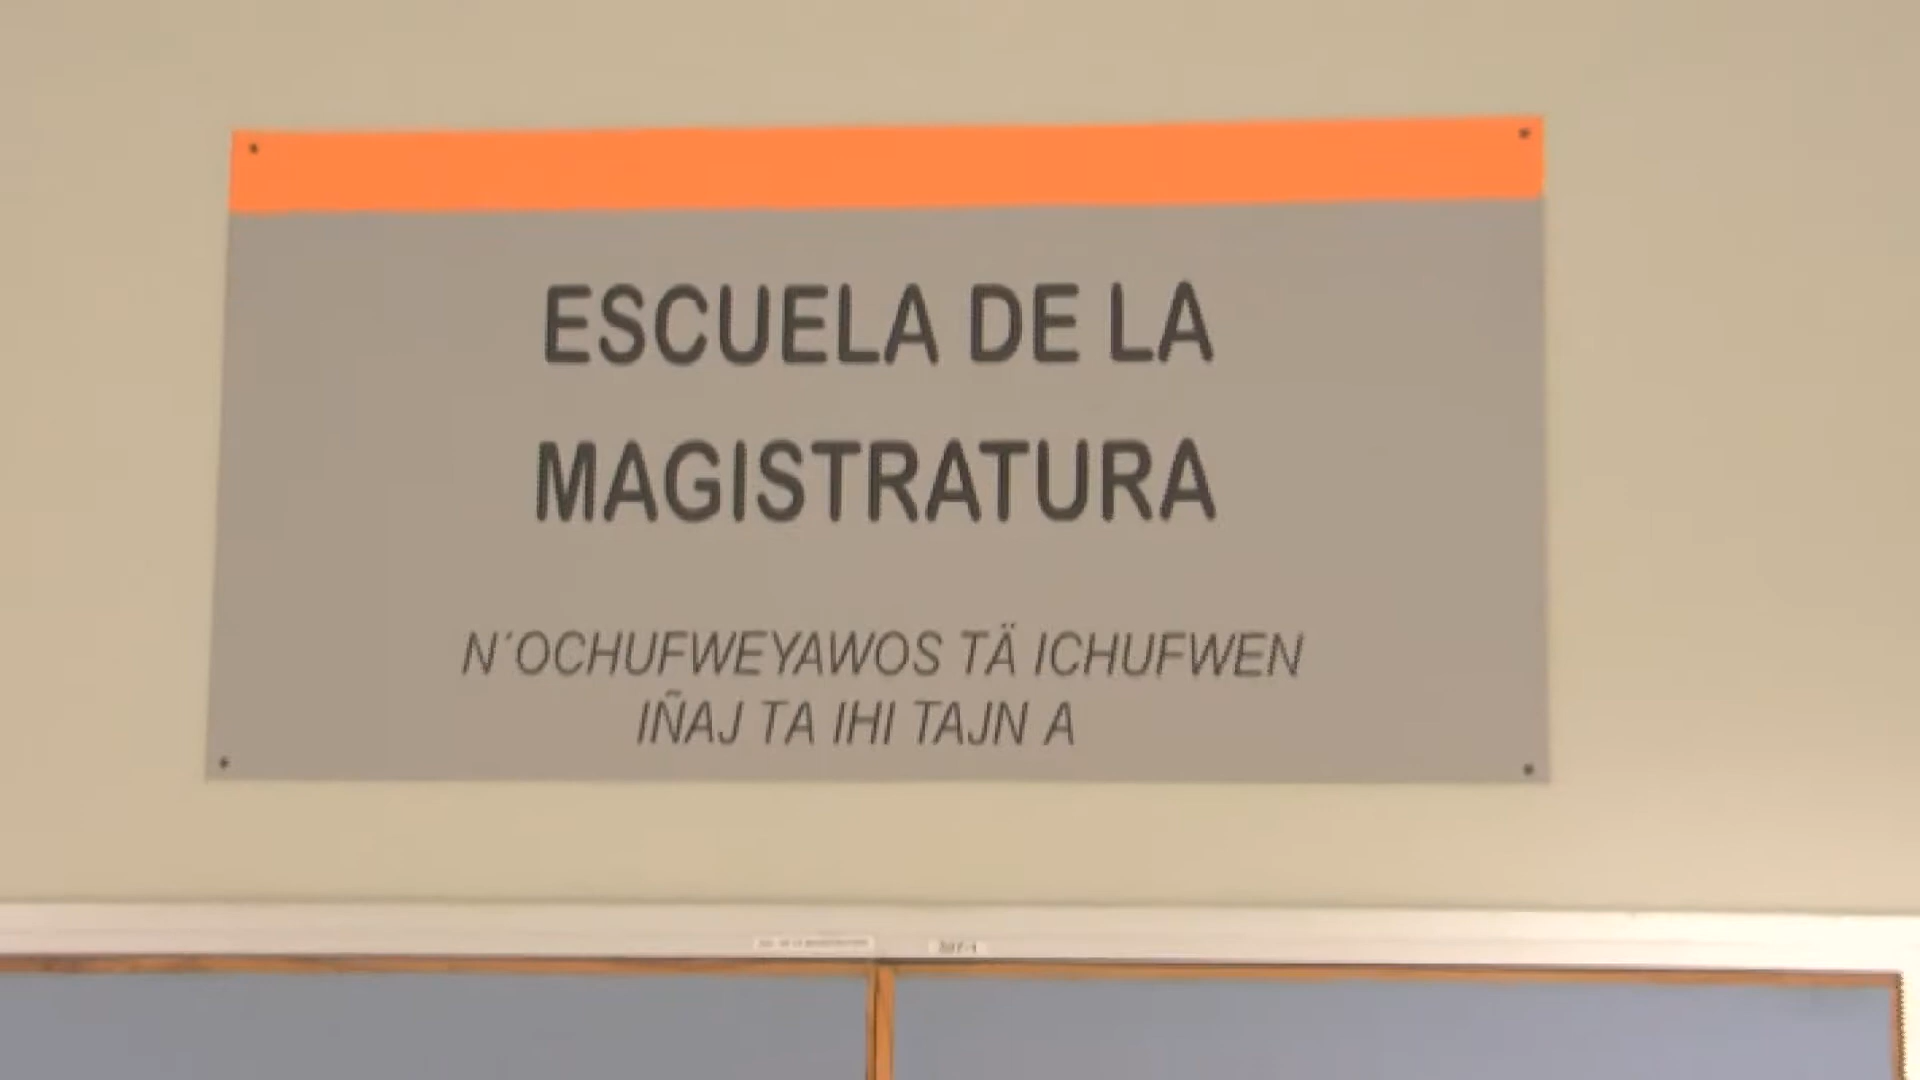 ESCUELA DE LA
MAGISTRATURA
N´OCHUFWEYAWOS TÄ ICHUFWEN
IÑAJ TA IHI TAJN A